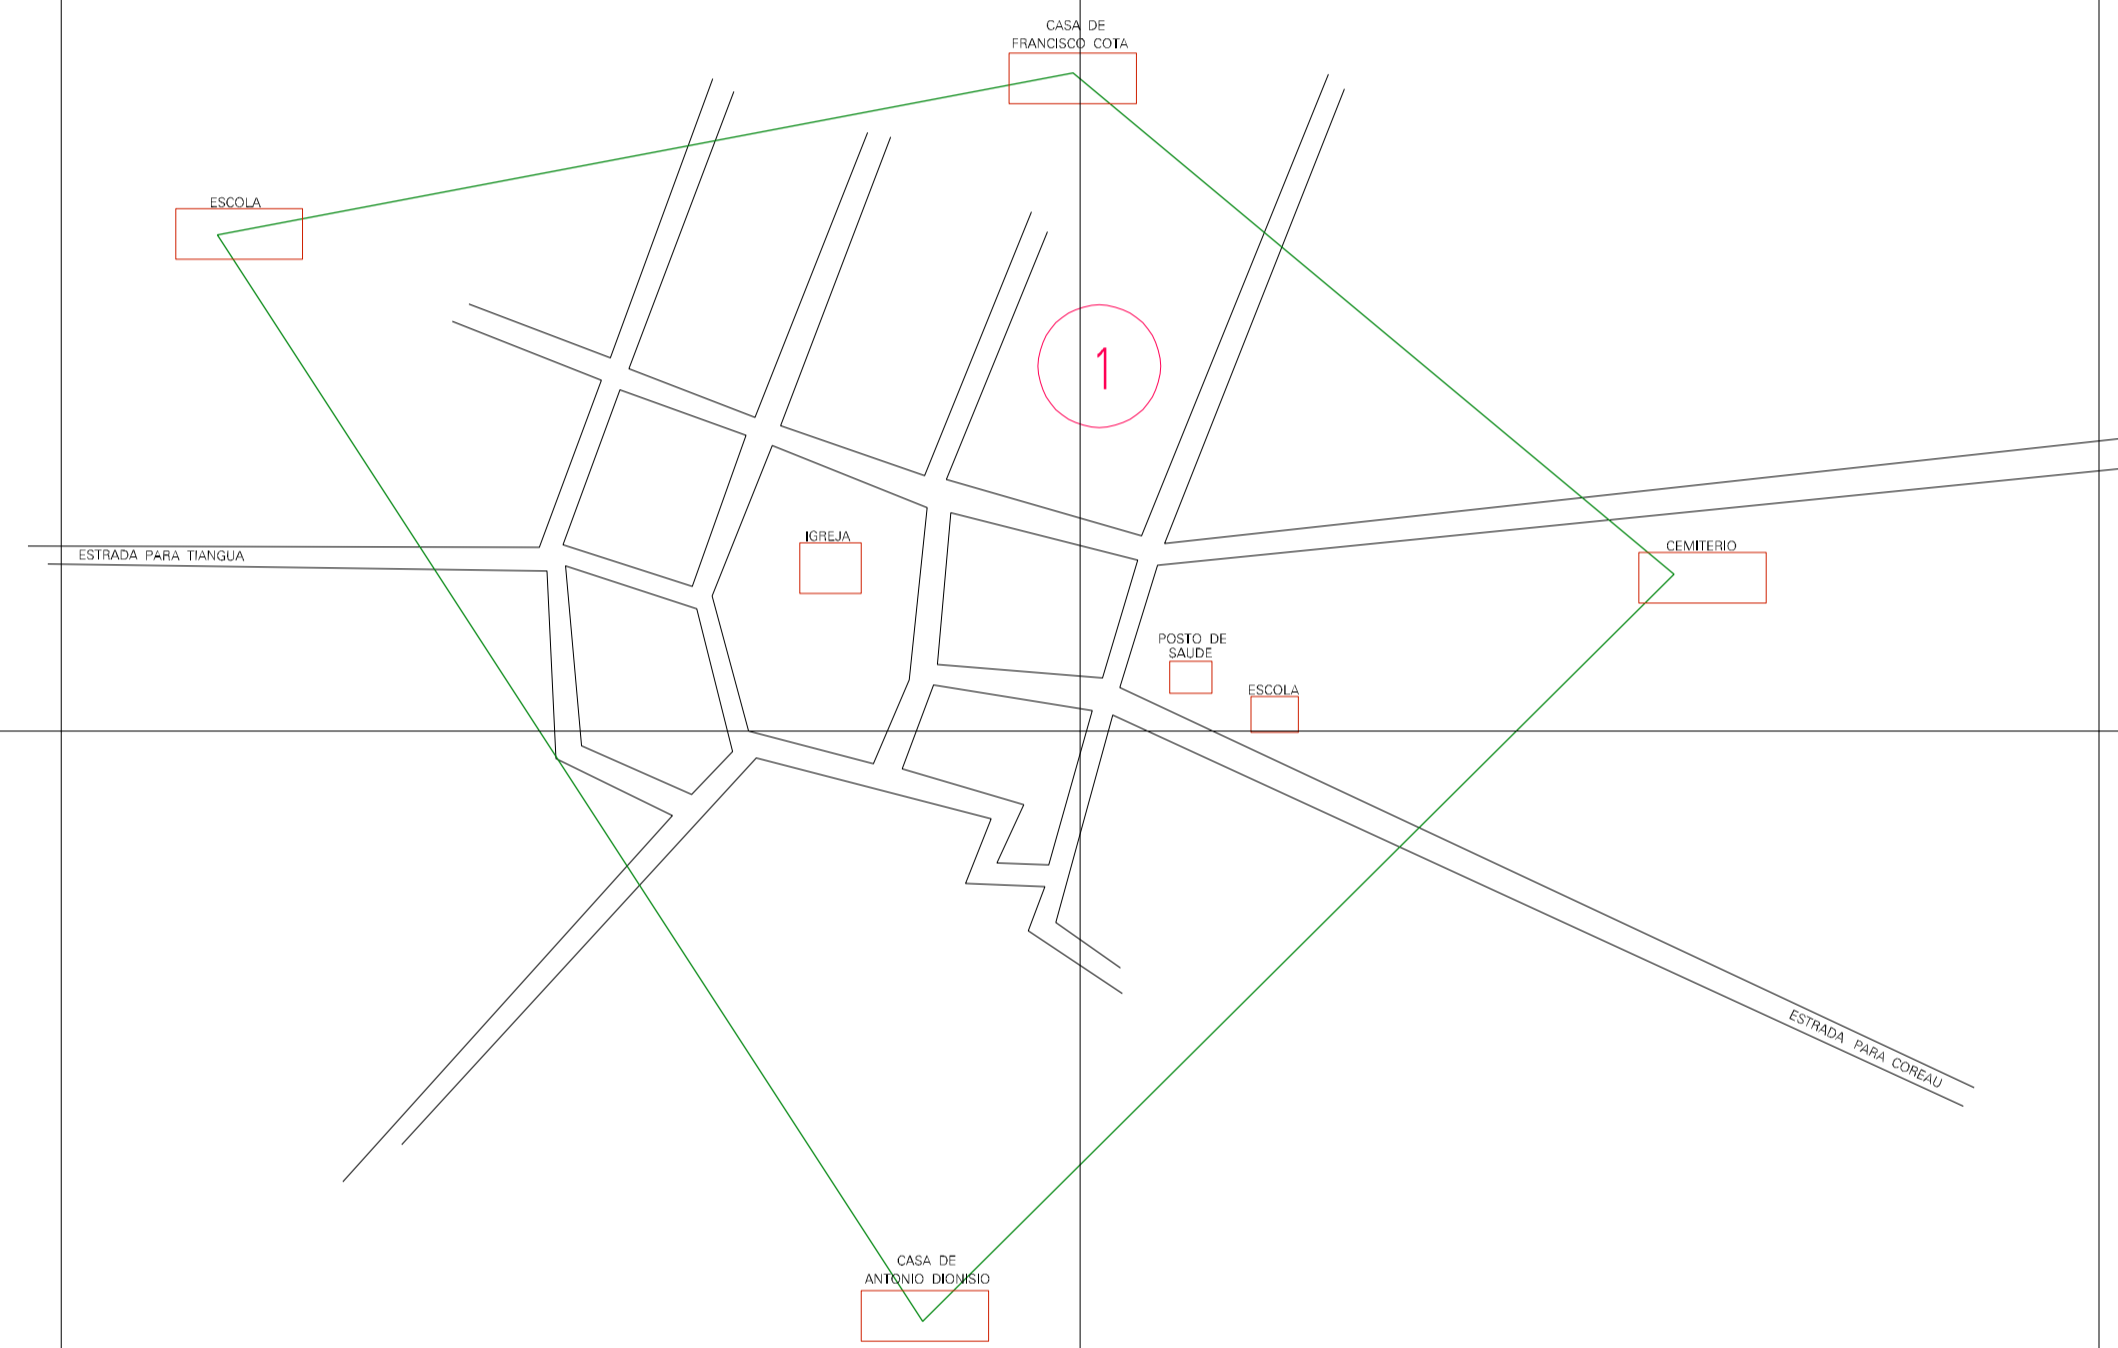 CASA DE
FRANCISCO COTA
ESCOLA
1
IGREJA
CEMITERIO
ESTRADA PARA TIANGUA
POSTO DE
SAUDE
ESCOLA
ESTRADA PARA COREAU
CASA DE
ANTONIO DIONISIO